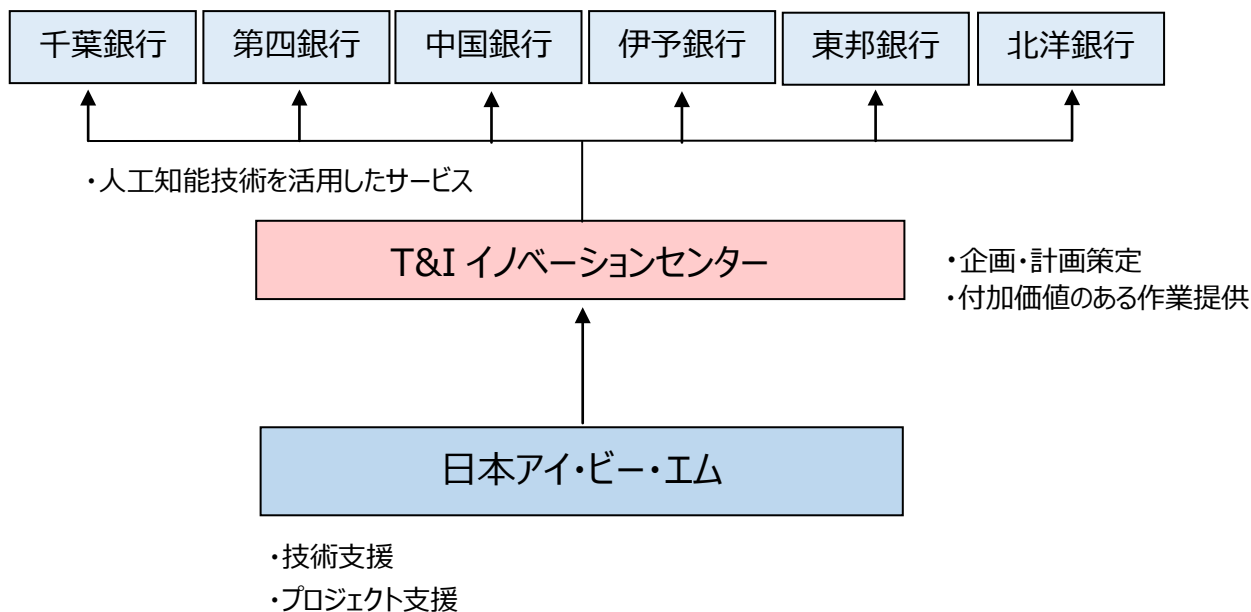 千葉銀行
第四銀行
中国銀行
伊予銀行
東邦銀行
北洋銀行
・人工知能技術を活用したサービス
T&I イノベーションセンター
・企画・計画策定
・付加価値のある作業提供
日本アイ・ビー・エム
・技術支援
・プロジェクト支援